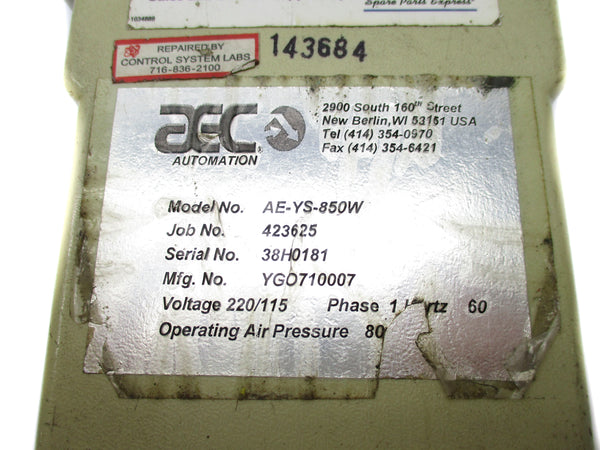 Spare Parts Express
1034889
REPAIRED BY
CONTROL SYSTEM LABS
716-836-2100
143684
AEC
AUTOMATION
2900 South 160th Street
New Berlin, WI 53151 USA
Tel (414) 354-0970
Fax (414) 354-6421
Model No. AE-YS-850W
Job No. 423625
Serial No. 38H0181
Mfg. No. YGO710007
Voltage 220/115 Phase 1 Hertz 60
Operating Air Pressure 80